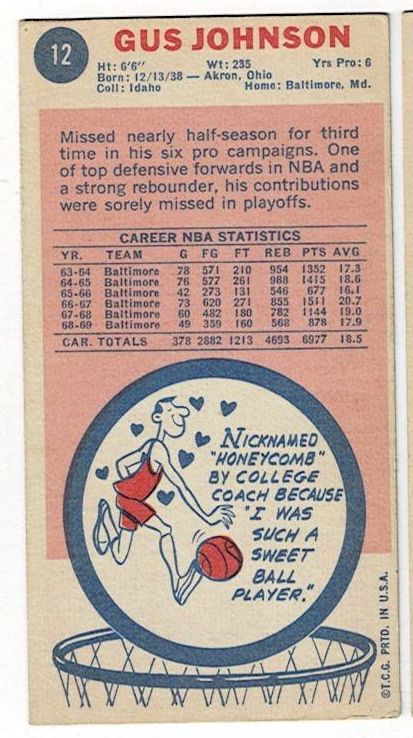 12
GUS JOHNSON
Ht: 6'6" Wt: 235 Yrs Pro: 6
Born: 12/13/38 — Akron, Ohio
Coll: Idaho Home: Baltimore, Md.
Missed nearly half-season for third
time in his six pro campaigns. One
of top defensive forwards in NBA and
a strong rebounder, his contributions
were sorely missed in playoffs.
CAREER NBA STATISTICS
YR. TEAM G FG FT REB PTS AVG
63-64 Baltimore 78 571 210 954 1352 17.3
64-65 Baltimore 76 577 261 988 1415 18.6
65-66 Baltimore 42 273 131 546 677 16.1
66-67 Baltimore 73 620 271 855 1511 20.7
67-68 Baltimore 60 482 180 782 1144 19.0
68-69 Baltimore 49 359 160 568 878 17.9
CAR. TOTALS 378 2882 1213 4693 6977 18.5
NICKNAMED
"HONEYCOMB"
BY COLLEGE
COACH BECAUSE
"I WAS
SUCH A
SWEET
BALL
PLAYER."
©T.C.G. PRTD. IN U.S.A.